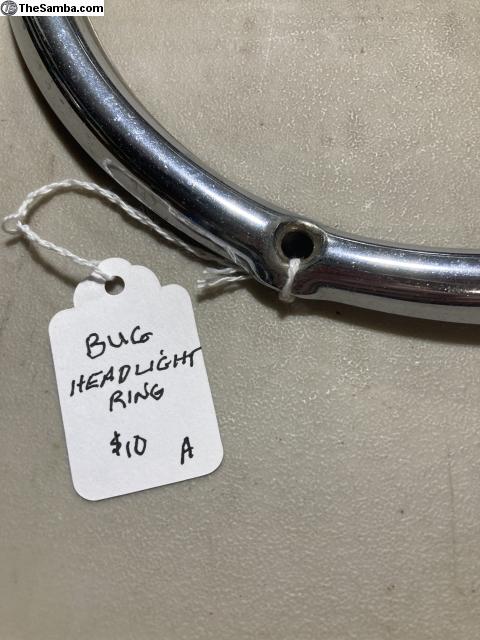 TheSamba.com
BUG
HEADLIGHT
RING
$10 A